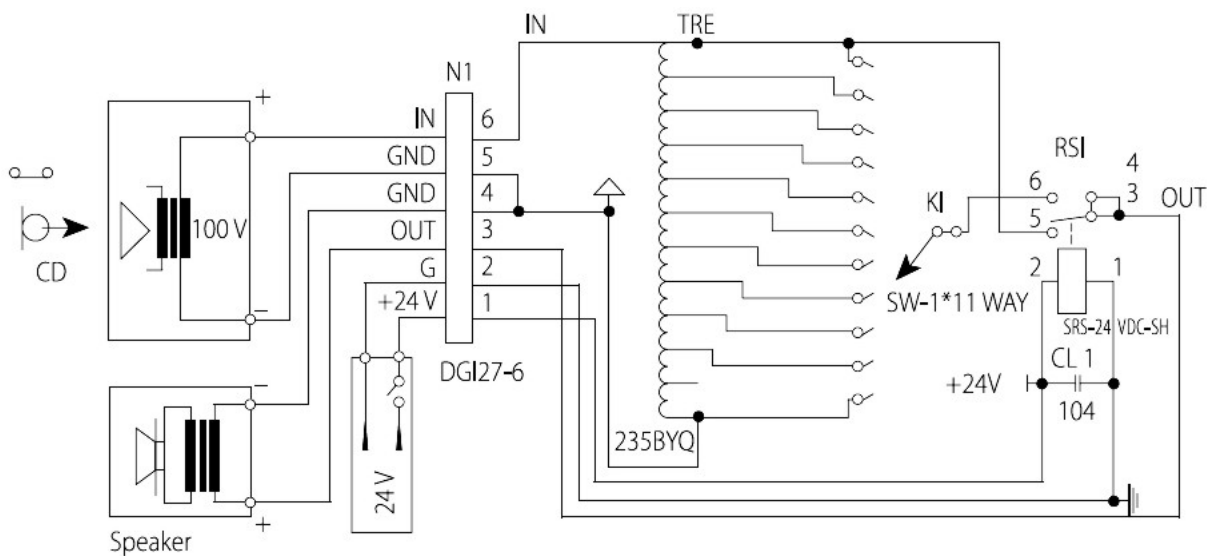 IN
TRE
N1
+
IN
6
GND
5
RSI
4
6
3
OUT
GND
4
KI
5
100 V
OUT
3
CD
G
2
2
1
SW-1*11 WAY
+24 V
1
SRS-24 VDC-SH
DGI27-6
CL 1
+24V
104
235BYQ
24 V
Speaker
–
–
+